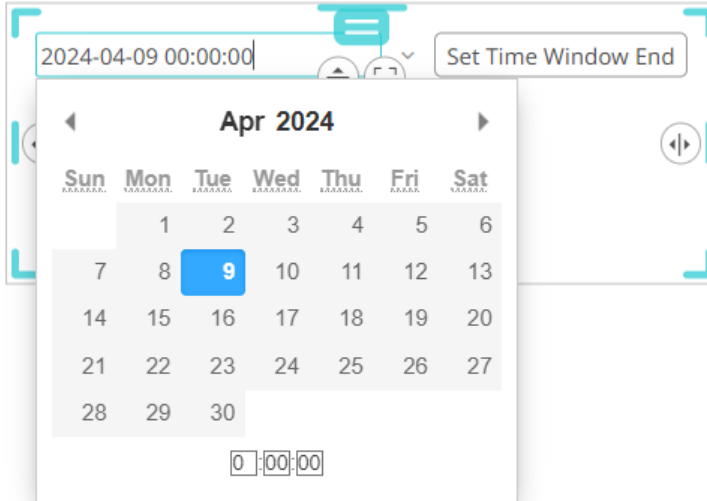 2024-04-09 00:00:00 Set Time Window End
Apr 2024
Sun Mon Tue Wed Thu Fri Sat
1 2 3 4 5 6
7 8 9 10 11 12 13
14 15 16 17 18 19 20
21 22 23 24 25 26 27
28 29 30
0 :00:00